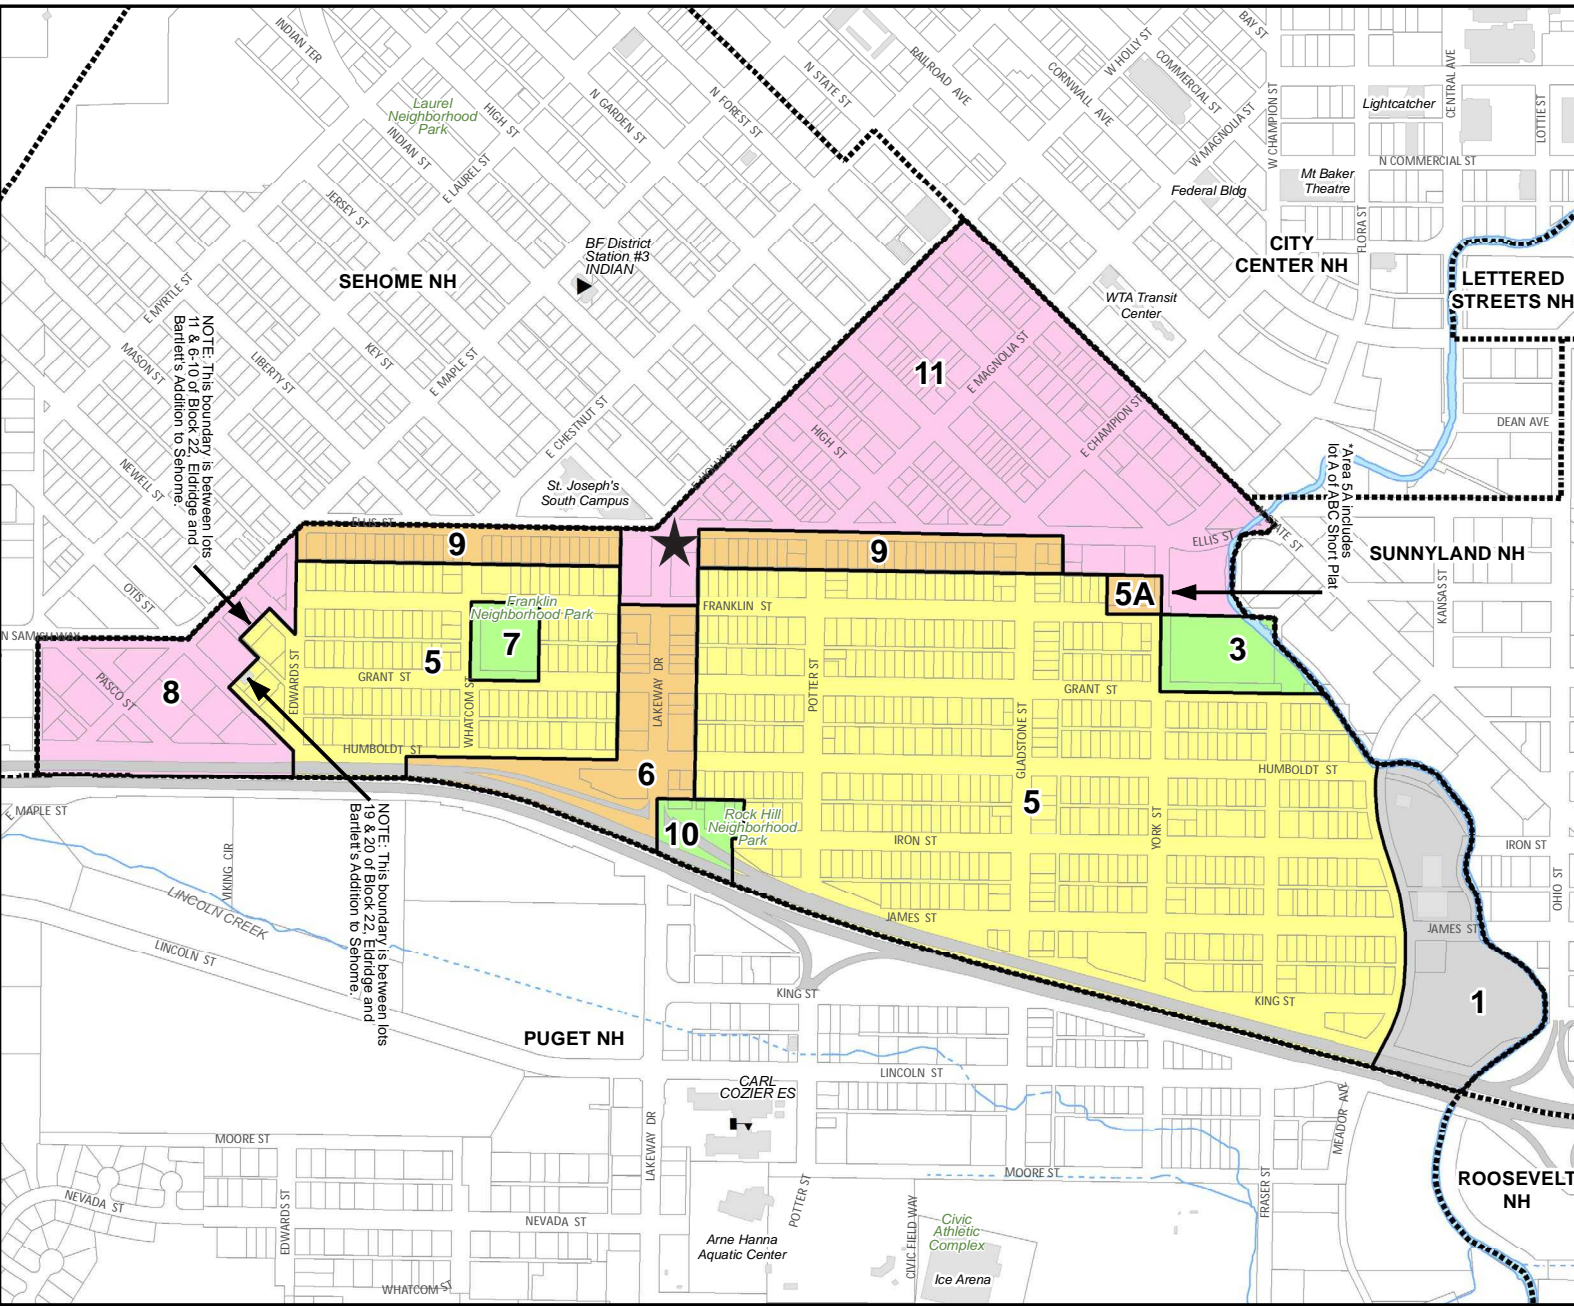 BAY ST
INDIAN TER
RAILROAD AVE
W HOLLY ST
COMMERCIAL ST
CENTRAL AVE
N STATE ST
CORNWALL AVE
N GARDEN ST
N FOREST ST
Laurel
Neighborhood
Park
HIGH ST
INDIAN ST
E LAUREL ST
W MAGNOLIA ST
W CHAMPION ST
Lightcatcher
LOTTIE ST
N COMMERCIAL ST
Mt Baker
Theatre
Federal Bldg
JERSEY ST
FLORA ST
BF District
Station #3
INDIAN
SEHOME NH
CITY
CENTER NH
LETTERED
STREETS NH
WTA Transit
Center
E MYRTLE ST
MASON ST
LIBERTY ST
KEY ST
E MAPLE ST
E CHESTNUT ST
NOTE: This boundary is between lots
11 & 6-10 of Block 22, Eldridge and
Bartlett's Addition to Sehome.
11
E MAGNOLIA ST
E CHAMPION ST
HIGH ST
DEAN AVE
*Area 5A includes
lot A of ABC Short Plat
NEWELL ST
St. Joseph's
South Campus
E HOLLY ST
ELLIS ST
ELLIS ST
STATE ST
SUNNYLAND NH
9
9
5A
KANSAS ST
OTIS ST
N SAMISH WAY
Franklin
Neighborhood Park
FRANKLIN ST
7
5
3
8
PASCO ST
EDWARDS ST
GRANT ST
WHATCOM ST
LAKEWAY DR
POTTER ST
GRANT ST
GLADSTONE ST
HUMBOLDT ST
HUMBOLDT ST
6
5
10
Rock Hill
Neighborhood
Park
IRON ST
YORK ST
IRON ST
OHIO ST
E MAPLE ST
VIKING CIR
LINCOLN CREEK
LINCOLN ST
NOTE: This boundary is between lots
19 & 20 of Block 22, Eldridge and
Bartlett's Addition to Sehome.
JAMES ST
JAMES ST
KING ST
KING ST
1
PUGET NH
LINCOLN ST
CARL
COZIER ES
MEADOR AVE
MOORE ST
LAKEWAY DR
MOORE ST
ROOSEVELT
NH
NEVADA ST
EDWARDS ST
NEVADA ST
POTTER ST
CIVIC FIELD WAY
FRASER ST
Civic
Athletic
Complex
Arne Hanna
Aquatic Center
Ice Arena
WHATCOM ST